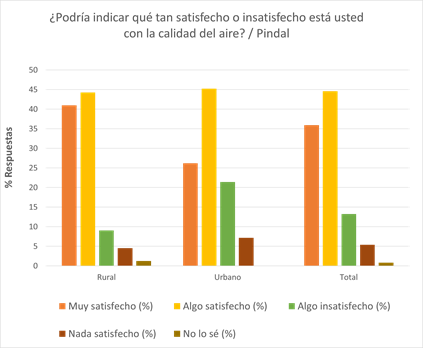 ¿Podría indicar qué tan satisfecho o insatisfecho está usted
con la calidad del aire? / Pindal
% Respuestas
50
45
40
35
30
25
20
15
10
5
0
Rural Urbano Total
Muy satisfecho (%) Algo satisfecho (%) Algo insatisfecho (%)
Nada satisfecho (%) No lo sé (%)